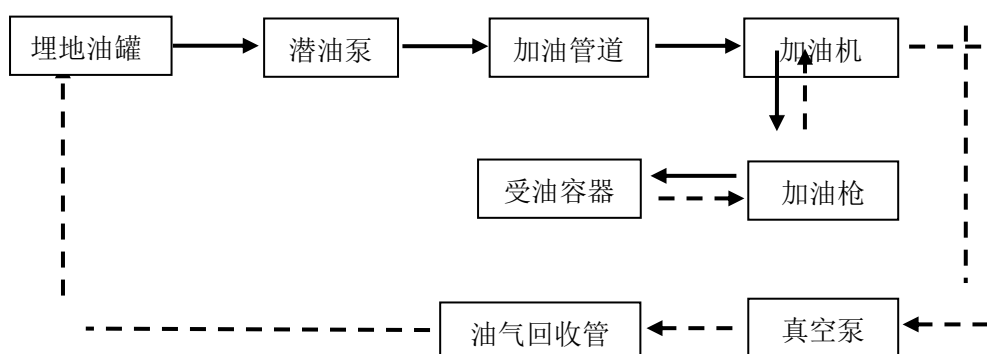 埋地油罐
潜油泵
加油管道
加油机
受油容器
加油枪
油气回收管
真空泵